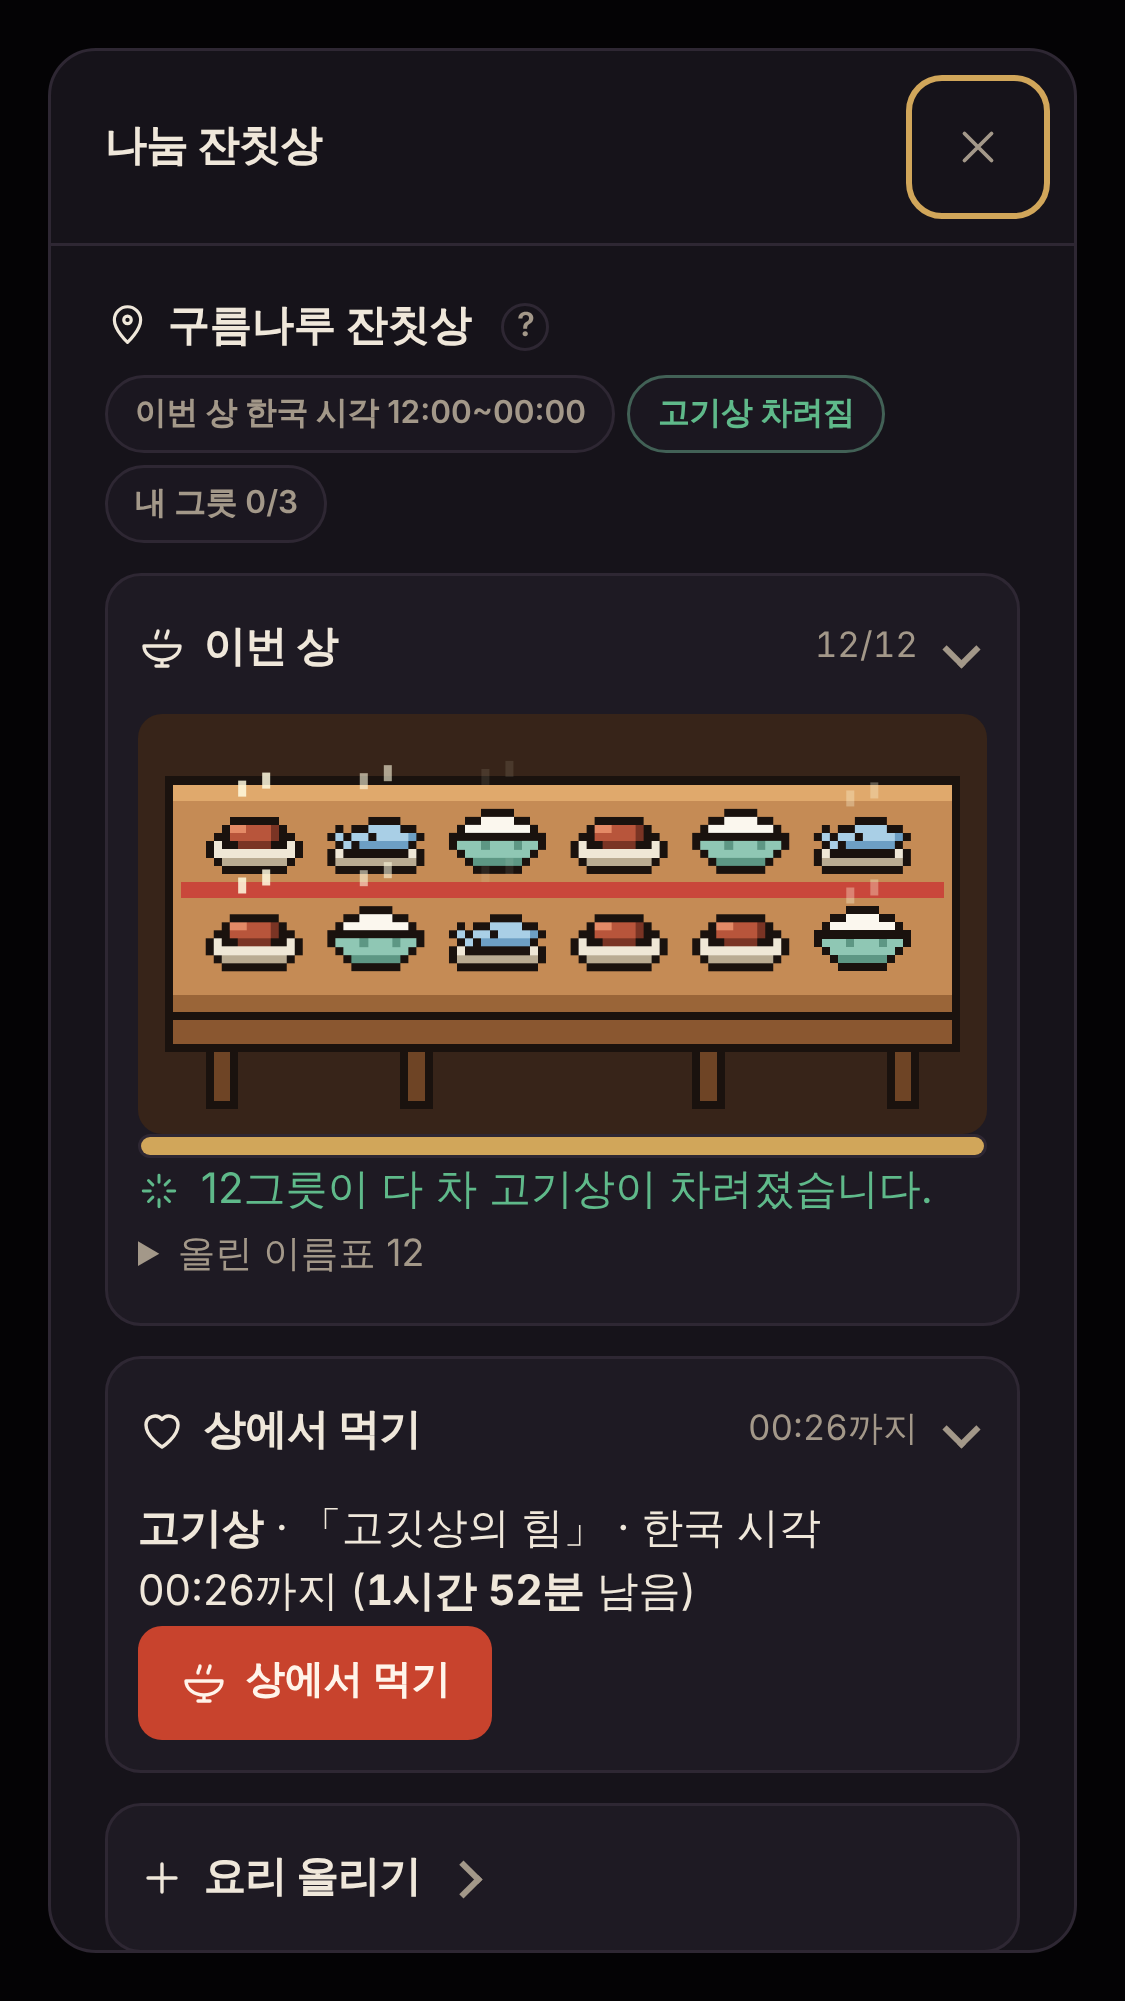 나눔 잔칫상
구름나루 잔칫상 ?
이번 상 한국 시각 12:00~00:00
고기상 차려짐
내 그릇 0/3
이번 상 12/12
12그릇이 다 차 고기상이 차려졌습니다.
▶ 올린 이름표 12
상에서 먹기 00:26까지
고기상 · 「고깃상의 힘」 · 한국 시각
00:26까지 (1시간 52분 남음)
상에서 먹기
요리 올리기